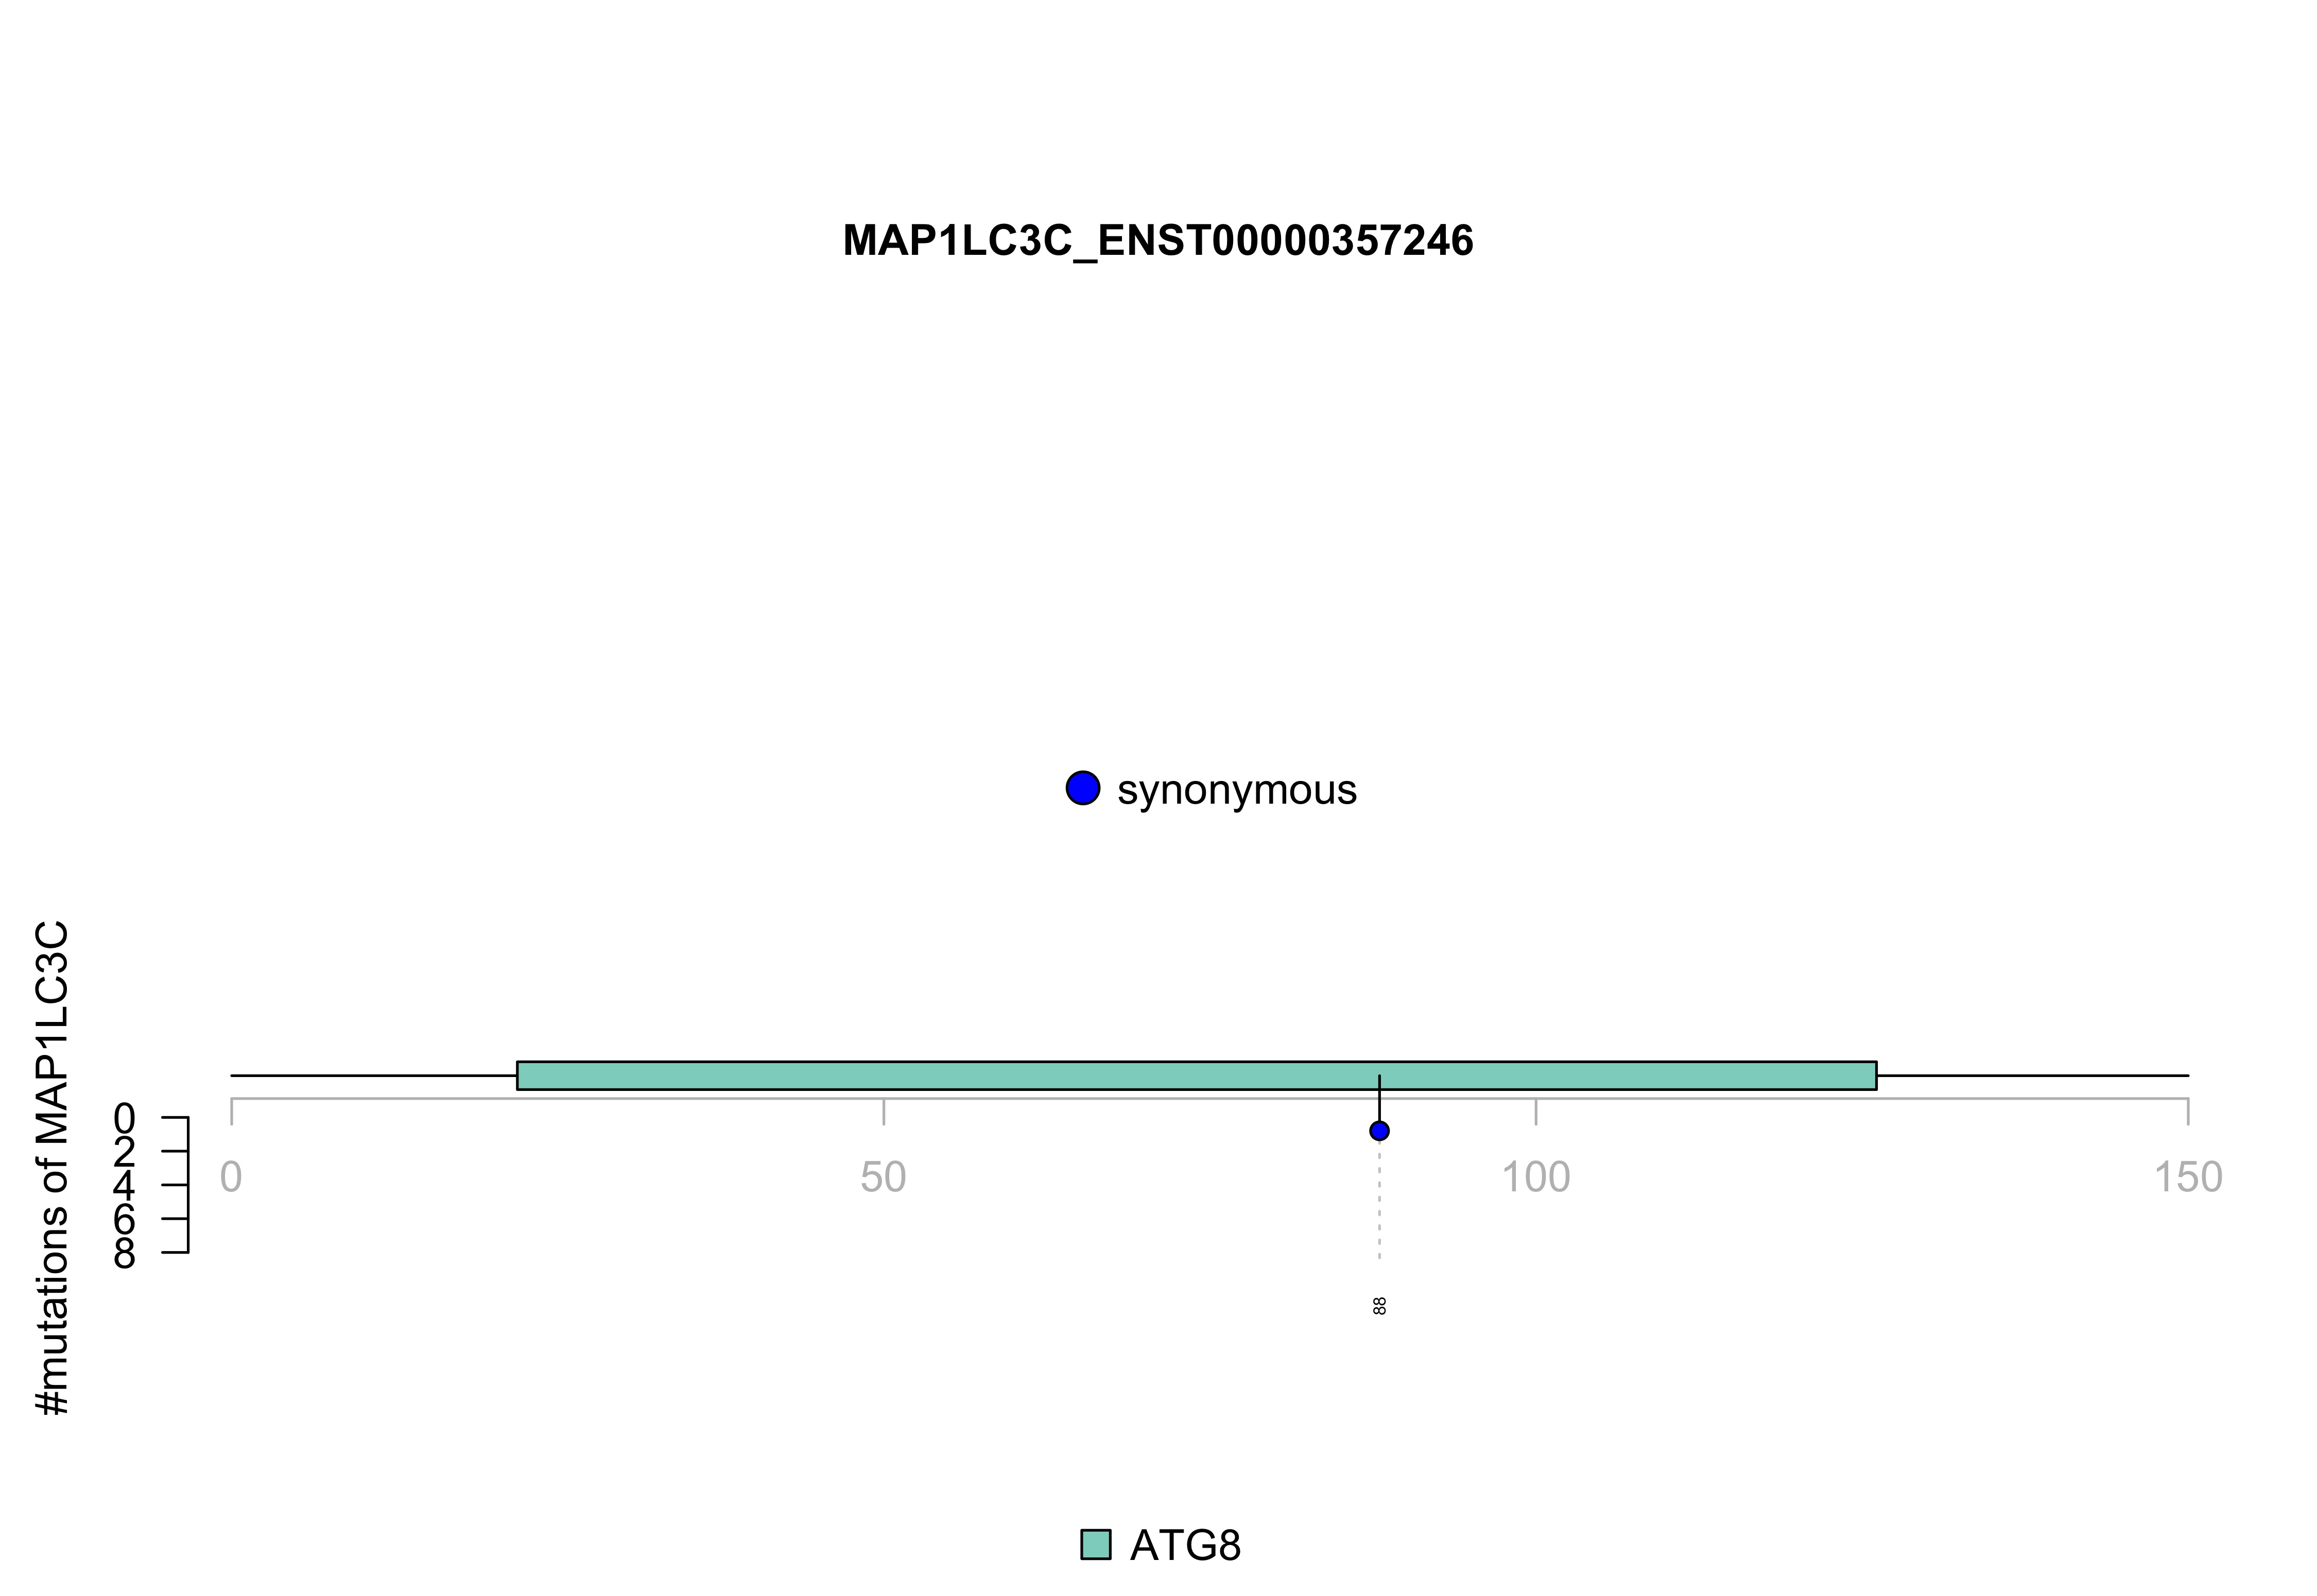 MAP1LC3C_ENST00000357246
synonymous
#mutations of MAP1LC3C
0
2
4
6
8
0 50 100 150
88
ATG8